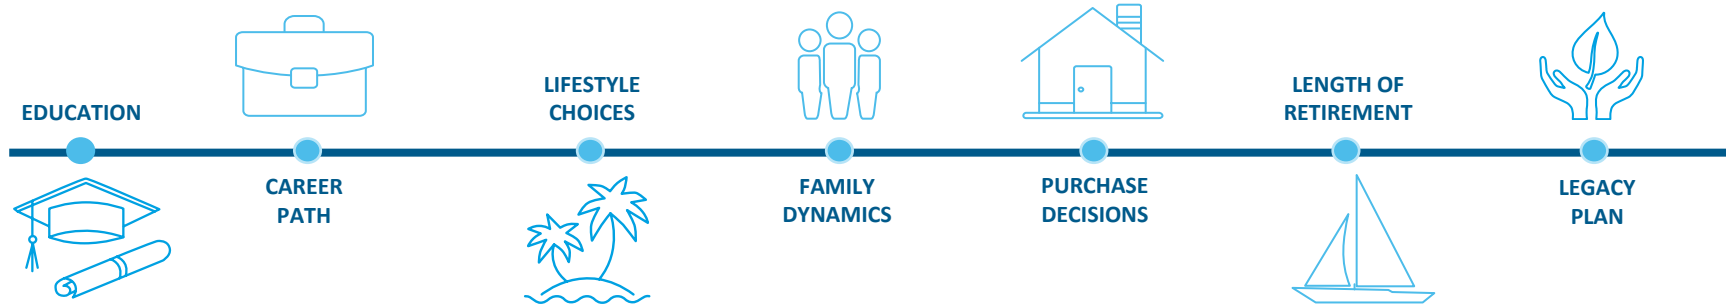 EDUCATION
CAREER
PATH
LIFESTYLE
CHOICES
FAMILY
DYNAMICS
PURCHASE
DECISIONS
LENGTH OF
RETIREMENT
LEGACY
PLAN